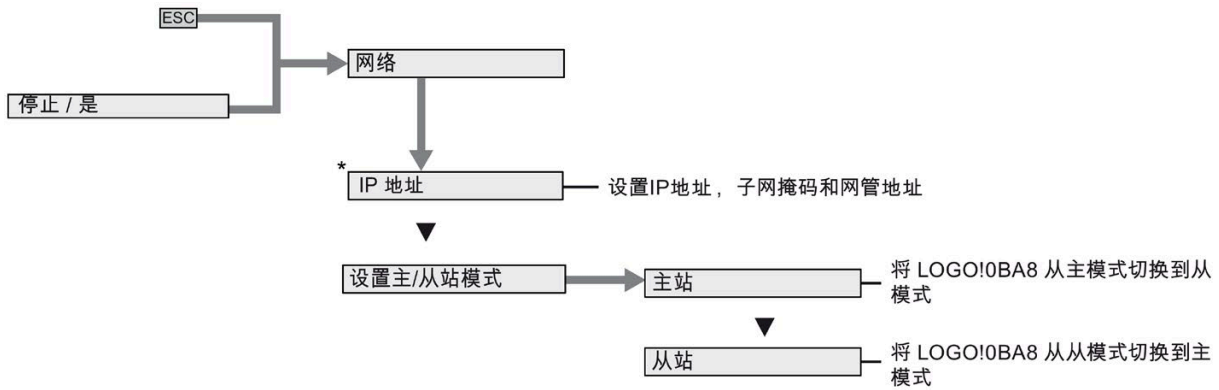 ESC
网络
停止 / 是
*
IP 地址
设置IP地址，子网掩码和网管地址
设置主/从站模式
主站
将 LOGO!0BA8 从主模式切换到从
模式
从站
将 LOGO!0BA8 从从模式切换到主
模式